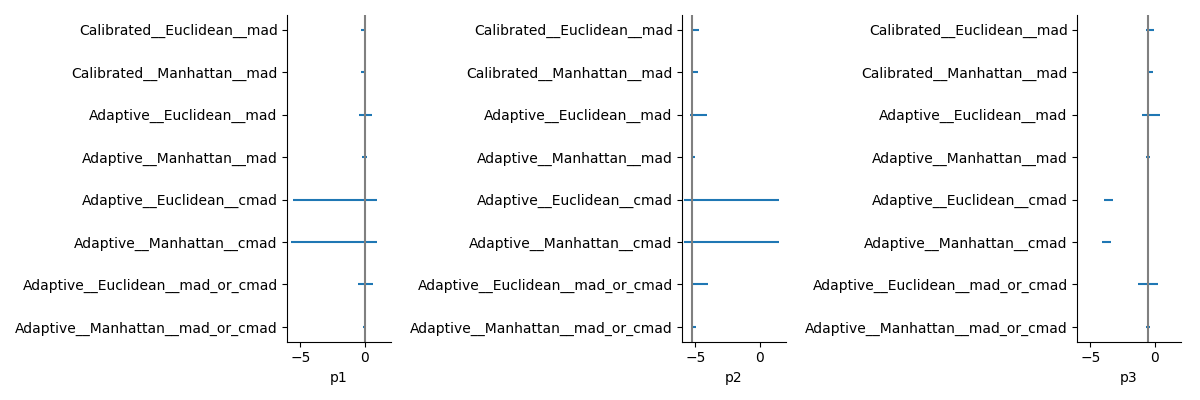 Calibrated__Euclidean__mad
Calibrated__Manhattan__mad
Adaptive__Euclidean__mad
Adaptive__Manhattan__mad
Adaptive__Euclidean__cmad
Adaptive__Manhattan__cmad
Adaptive__Euclidean__mad_or_cmad
Adaptive__Manhattan__mad_or_cmad
−5 0
p1
Calibrated__Euclidean__mad
Calibrated__Manhattan__mad
Adaptive__Euclidean__mad
Adaptive__Manhattan__mad
Adaptive__Euclidean__cmad
Adaptive__Manhattan__cmad
Adaptive__Euclidean__mad_or_cmad
Adaptive__Manhattan__mad_or_cmad
−5 0
p2
Calibrated__Euclidean__mad
Calibrated__Manhattan__mad
Adaptive__Euclidean__mad
Adaptive__Manhattan__mad
Adaptive__Euclidean__cmad
Adaptive__Manhattan__cmad
Adaptive__Euclidean__mad_or_cmad
Adaptive__Manhattan__mad_or_cmad
−5 0
p3